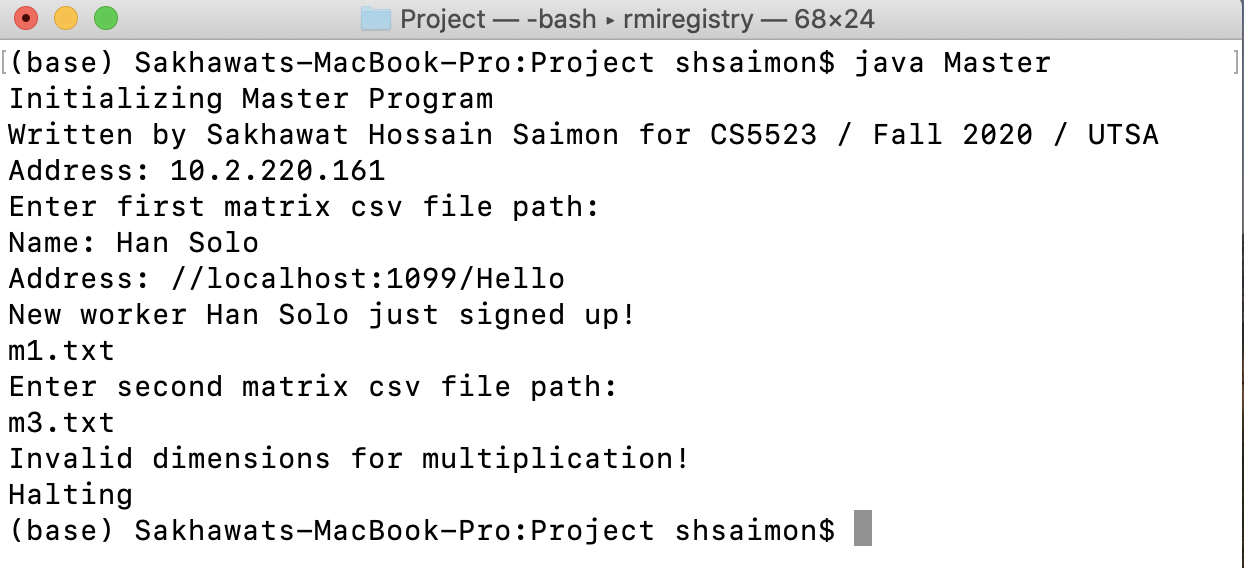 Project — -bash ▸ rmiregistry — 68×24
(base) Sakhawats-MacBook-Pro:Project shsaimon$ java Master
Initializing Master Program
Written by Sakhawat Hossain Saimon for CS5523 / Fall 2020 / UTSA
Address: 10.2.220.161
Enter first matrix csv file path:
Name: Han Solo
Address: //localhost:1099/Hello
New worker Han Solo just signed up!
m1.txt
Enter second matrix csv file path:
m3.txt
Invalid dimensions for multiplication!
Halting
(base) Sakhawats-MacBook-Pro:Project shsaimon$